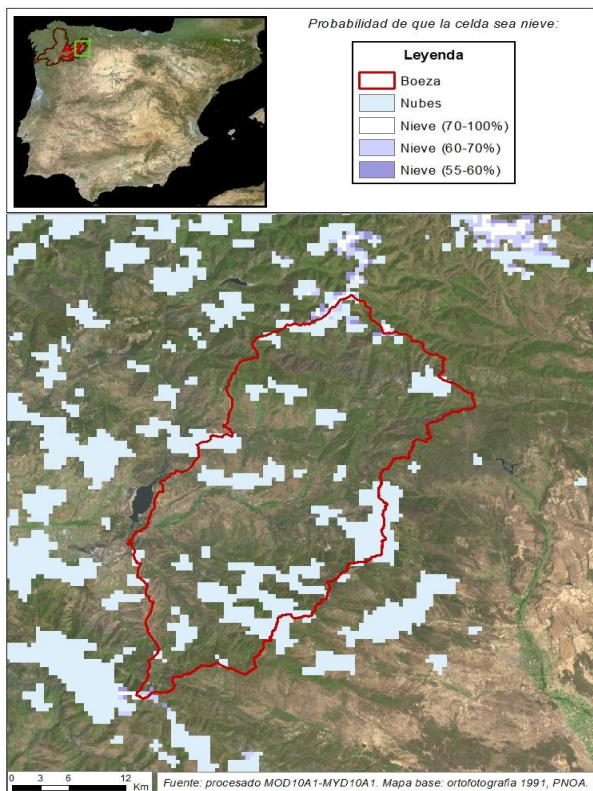 Probabilidad de que la celda sea nieve:
Leyenda
Boeza
Nubes
Nieve (70-100%)
Nieve (60-70%)
Nieve (55-60%)
0 3 6 12
Km
Fuente: procesado MOD10A1-MYD10A1. Mapa base: ortofotografía 1991, PNOA.